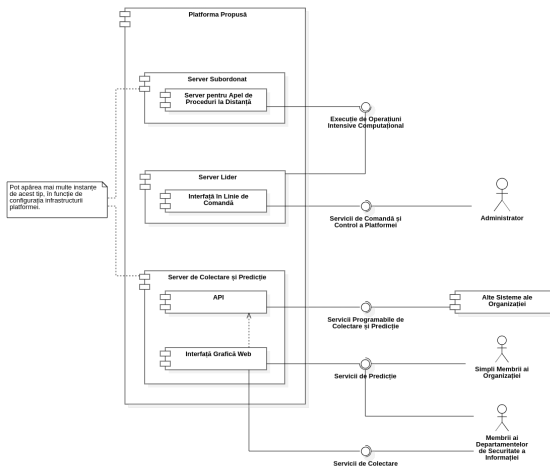 Platforma Propusă
Server Subordonat
Server pentru Apel de
Proceduri la Distanță
Execuție de Operațiuni
Intensive Computațional
Pot apărea mai multe instanțe
de acest tip, în funcție de
configurația infrastructurii
platformei.
Server Lider
Interfață în Linie de
Comandă
Servicii de Comandă și
Control a Platformei
Administrator
Server de Colectare și Predicție
API
Servicii Programabile de
Colectare și Predicție
Alte Sisteme ale
Organizației
Interfață Grafică Web
Servicii de Predicție
Simpli Membrii ai
Organizației
Membrii ai
Departamentelor
de Securitate a
Informației
Servicii de Colectare